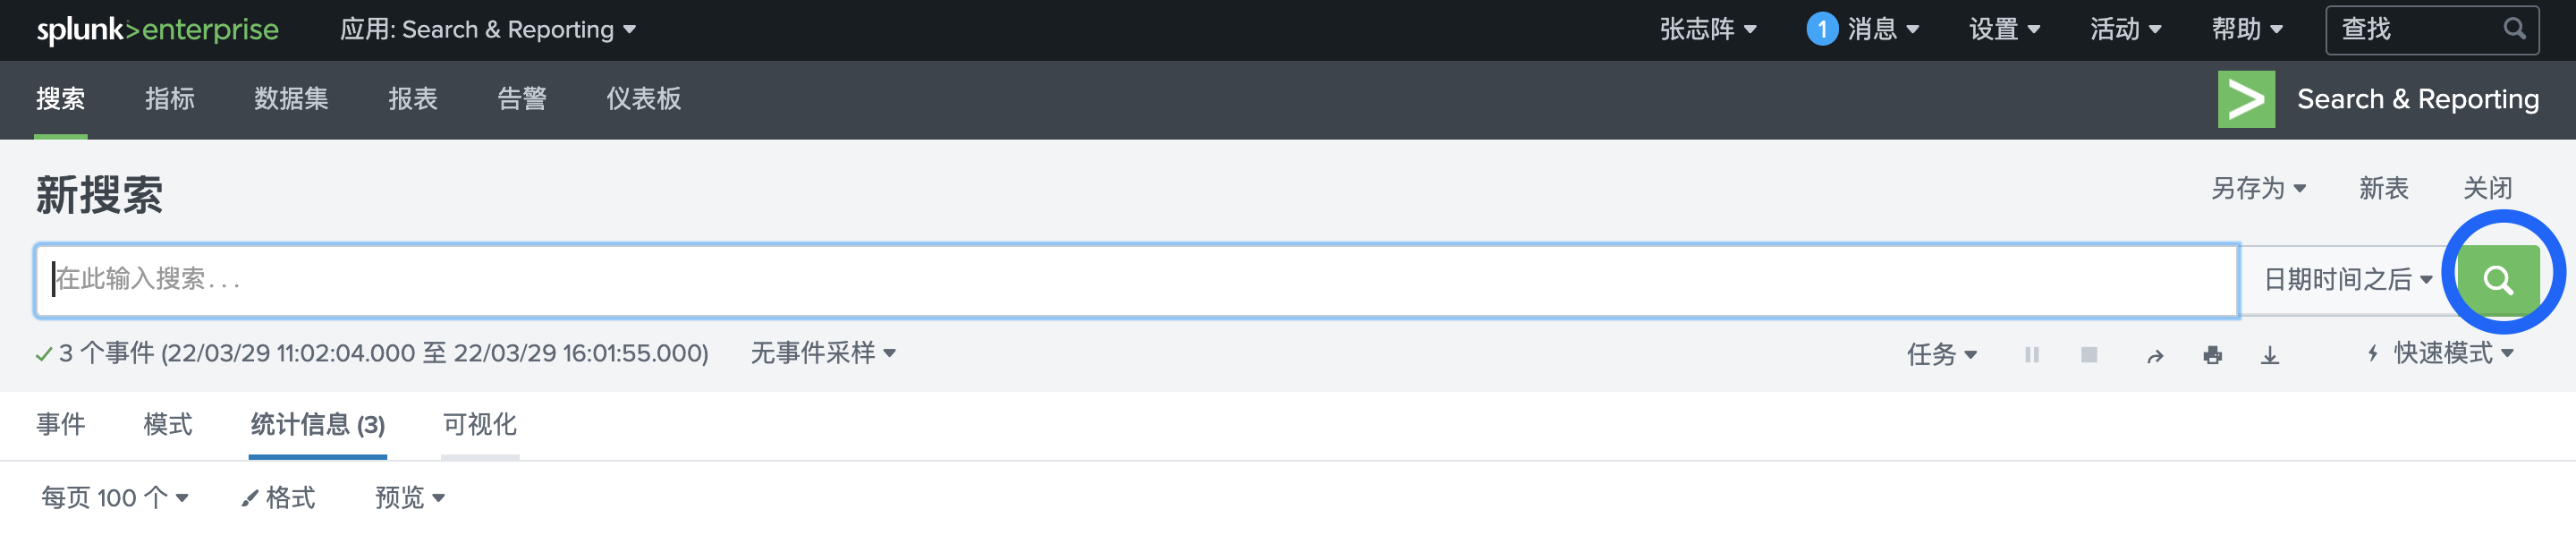 splunk>enterprise 应用: Search & Reporting 张志阵 1 消息 设置 活动 帮助 查找
搜索 指标 数据集 报表 告警 仪表板 Search & Reporting
新搜索 另存为 新表 关闭
在此输入搜索... 日期时间之后
3 个事件 (22/03/29 11:02:04.000 至 22/03/29 16:01:55.000) 无事件采样 任务 快速模式
事件 模式 统计信息 (3) 可视化
每页 100 个 格式 预览